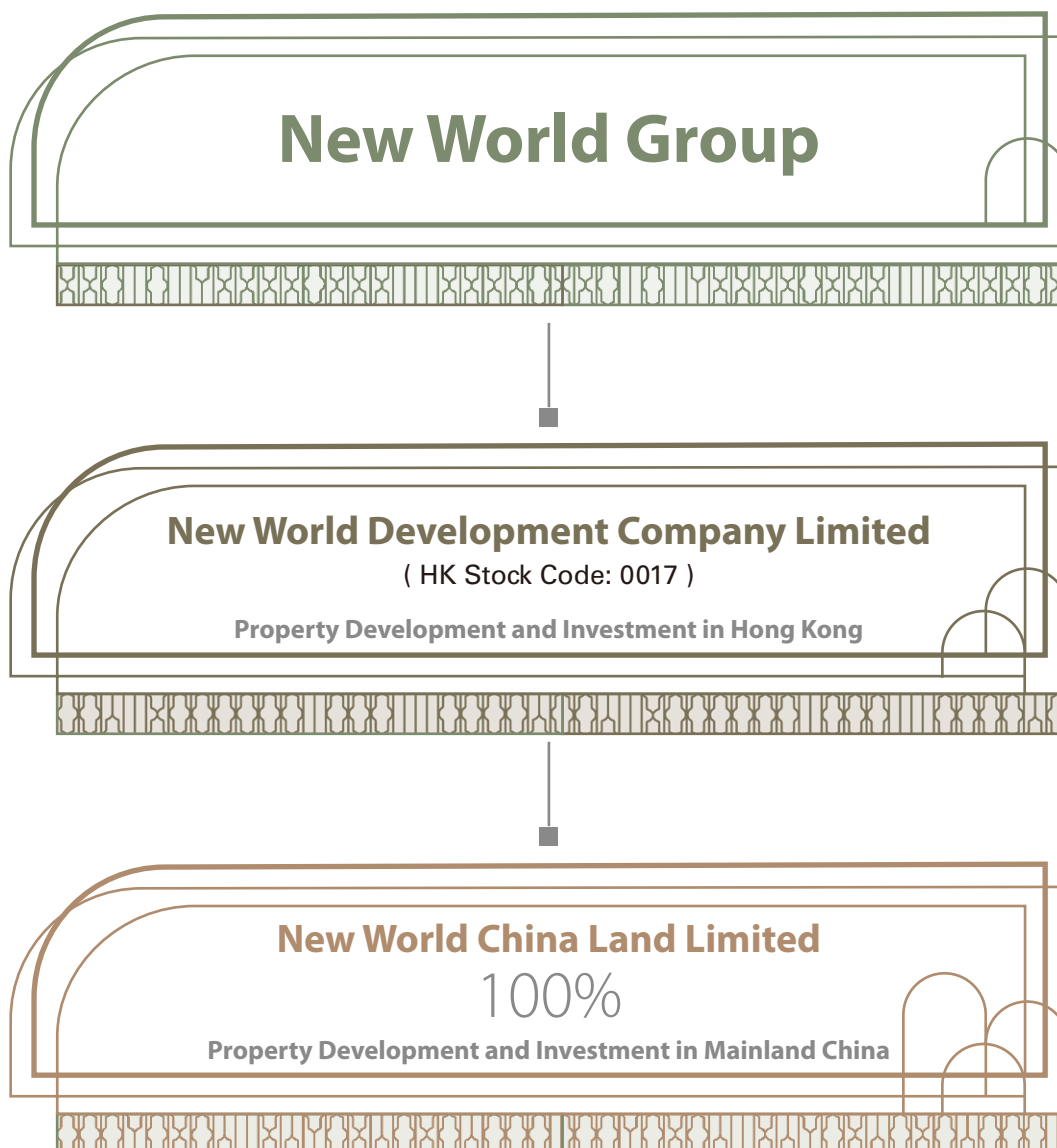 New World Group
New World Development Company Limited
( HK Stock Code: 0017 )
Property Development and Investment in Hong Kong
New World China Land Limited
100%
Property Development and Investment in Mainland China